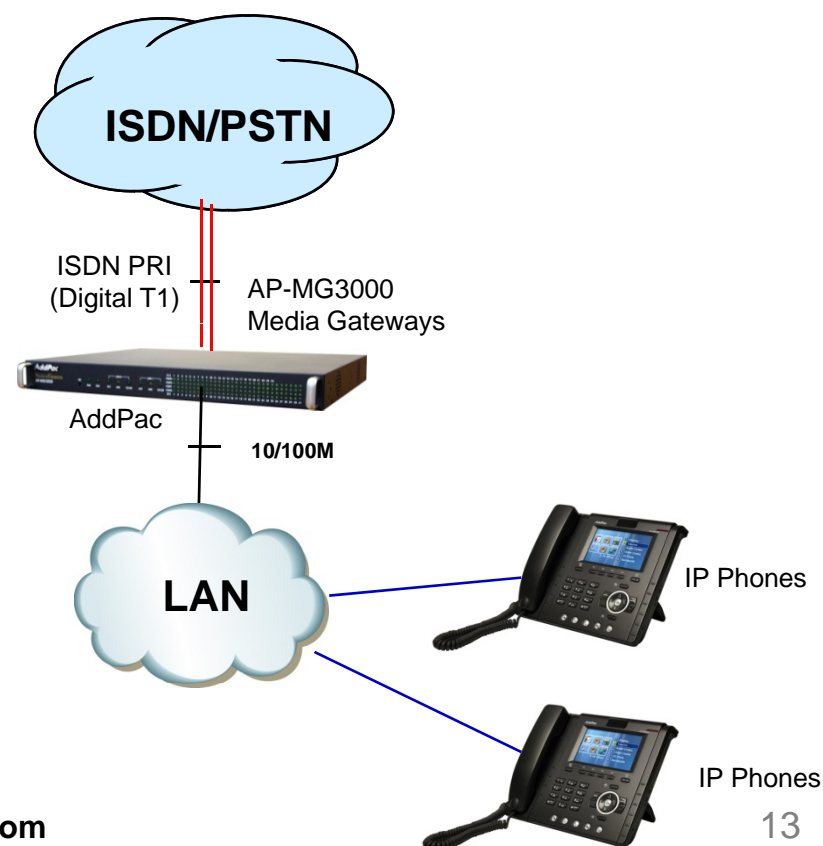 ISDN/PSTN
ISDN PRI
(Digital T1)
AP-MG3000
Media Gateways
AddPac
AddPac
10/100M
LAN
IP Phones
IP Phones
om
13